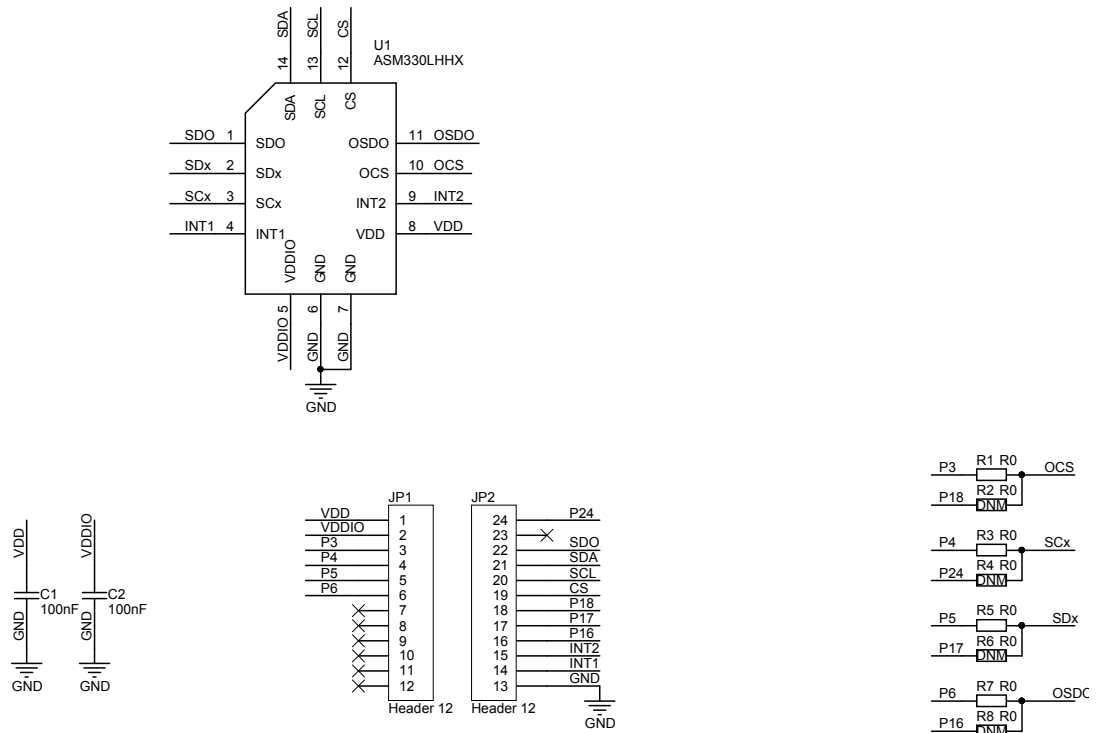 SDA
SCL
CS
14
13
12
U1
ASM330LHHX
SDA
SCL
CS
SDO 1 SDO
OSDO 11 OSDO
SDx 2 SDx
OCS 10 OCS
SCx 3 SCx
INT2 9 INT2
INT1 4 INT1
VDD 8 VDD
VDDIO
GND
GND
5
6
7
VDDIO
GND
GND
GND
VDD
C1
100nF
GND
GND
VDDIO
C2
100nF
GND
GND
JP1
VDD 1
VDDIO 2
P3 3
P4 4
P5 5
P6 6
7
8
9
10
11
12
Header 12
JP2
24 P24
23
22 SDO
21 SDA
20 SCL
19 CS
18 P18
17 P17
16 P16
15 INT2
14 INT1
13 GND
Header 12
GND
R1 R0
P3 OCS
R2 R0
P18 DNM
R3 R0
P4 SCx
R4 R0
P24 DNM
R5 R0
P5 SDx
R6 R0
P17 DNM
R7 R0
P6 OSDO
R8 R0
P16 DNM